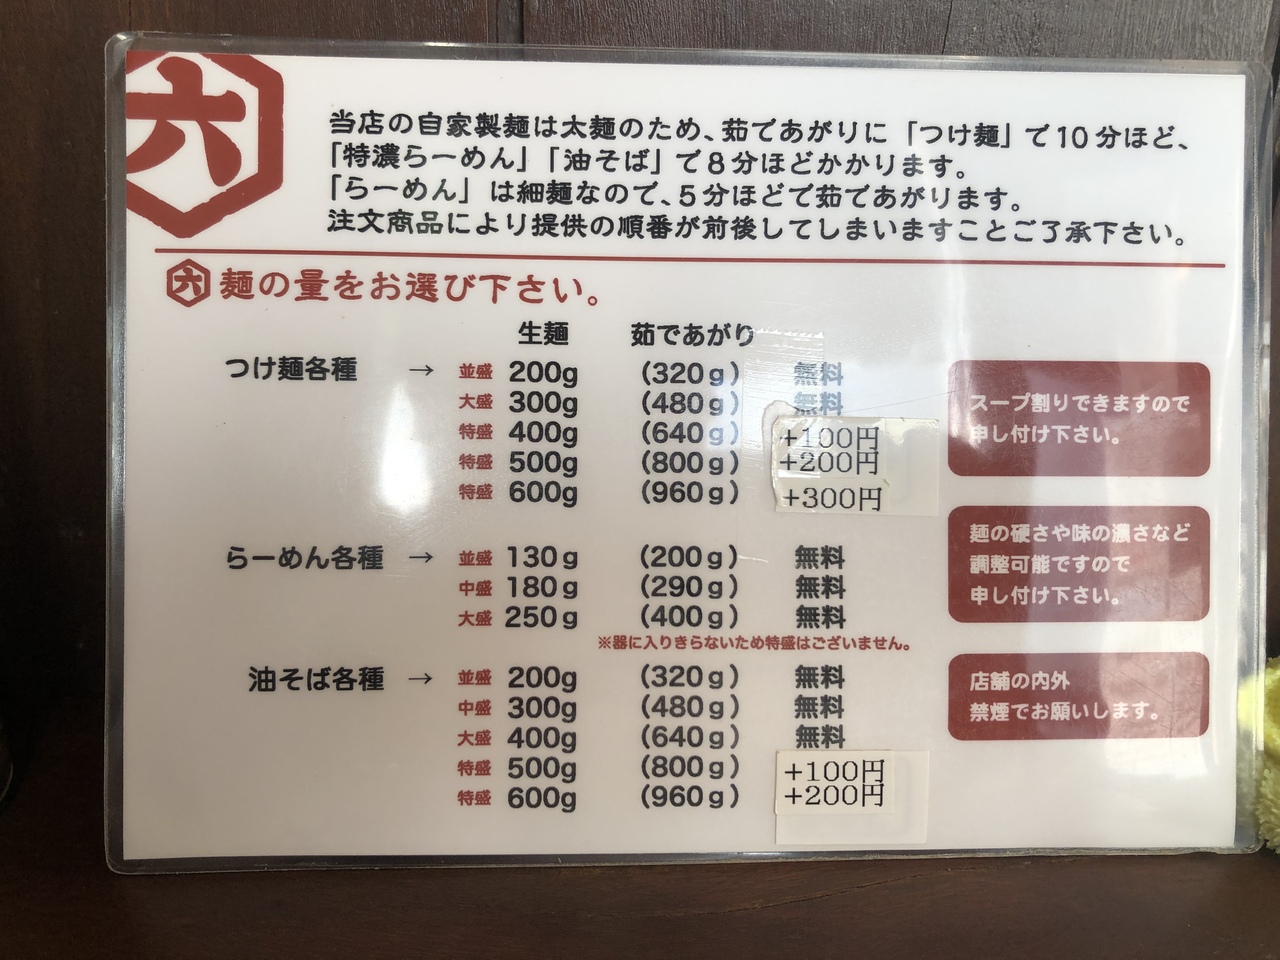 六
当店の自家製麺は太麺のため、茹であがりに「つけ麺」で10分ほど、
「特濃らーめん」「油そば」で8分ほどかかります。
「らーめん」は細麺なので、5分ほどで茹であがります。
注文商品により提供の順番が前後してしまいますことご了承下さい。
六 麺の量をお選び下さい。
生麺 茹であがり
つけ麺各種 → 並盛 200g (320g) 無料
大盛 300g (480g) 無料
特盛 400g (640g) +100円
特盛 500g (800g) +200円
特盛 600g (960g) +300円
らーめん各種 → 並盛 130g (200g) 無料
中盛 180g (290g) 無料
大盛 250g (400g) 無料
※器に入りきらないため特盛はございません。
油そば各種 → 並盛 200g (320g) 無料
中盛 300g (480g) 無料
大盛 400g (640g) 無料
特盛 500g (800g) +100円
特盛 600g (960g) +200円
スープ割りできますので
申し付け下さい。
麺の硬さや味の濃さなど
調整可能ですので
申し付け下さい。
店舗の内外
禁煙でお願いします。